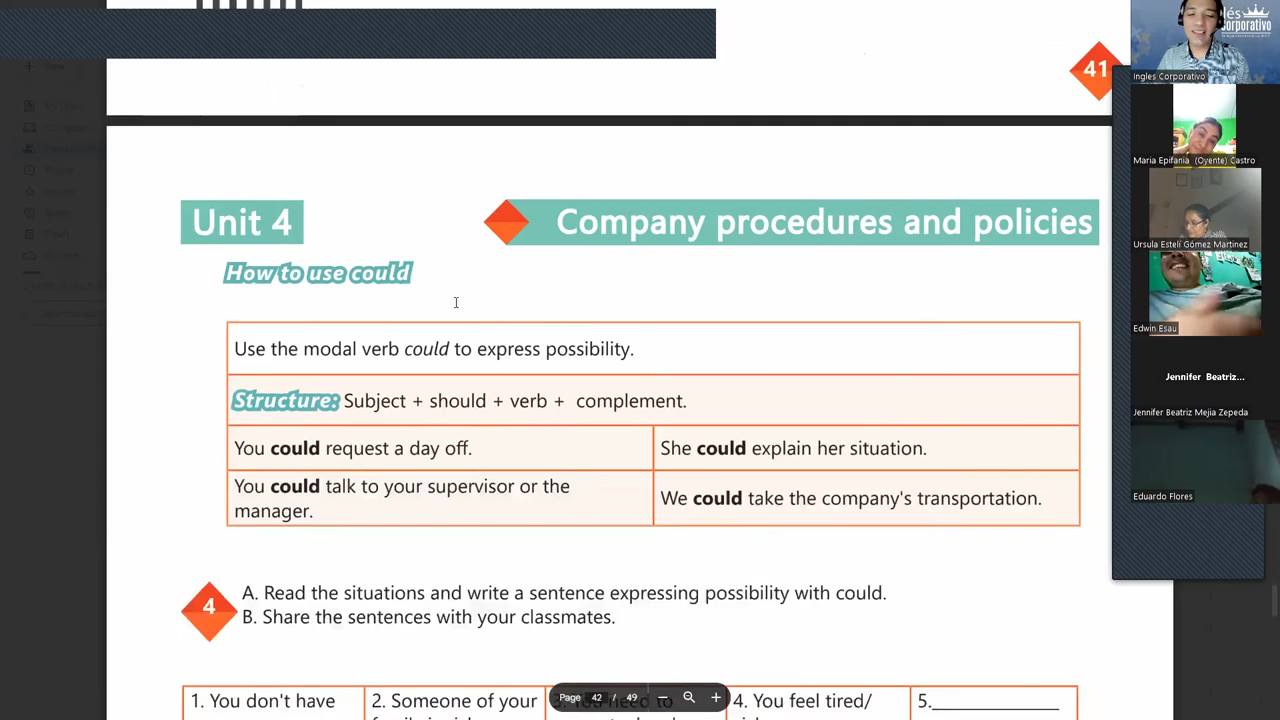 41
Unit 4
Company procedures and policies
How to use could
Use the modal verb could to express possibility.
Structure: Subject + should + verb + complement.
You could request a day off.
She could explain her situation.
You could talk to your supervisor or the
manager.
We could take the company's transportation.
4
A. Read the situations and write a sentence expressing possibility with could.
B. Share the sentences with your classmates.
1. You don't have
2. Someone of your
4. You feel tired/
5.____________
Page 42 / 49
Corporativo
Ingles Corporativo
Maria Epifania (Oyente) Castro
Ursula Estelí Gómez Martinez
Edwin Esau
Jennifer Beatriz...
Jennifer Beatriz Mejia Zepeda
Eduardo Flores